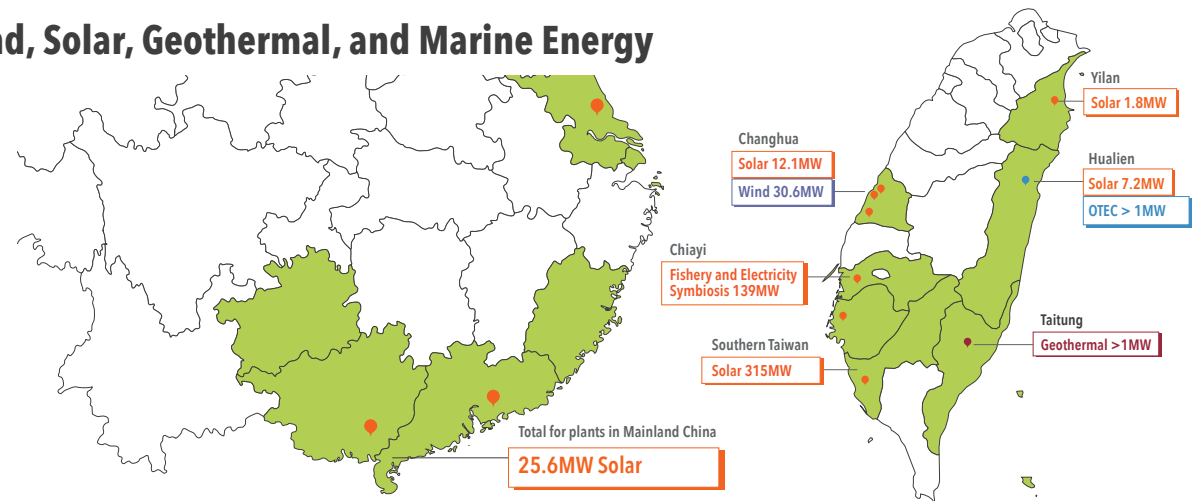 d, Solar, Geothermal, and Marine Energy
Yilan
Solar 1.8MW
Changhua
Solar 12.1MW
Wind 30.6MW
Hualien
Solar 7.2MW
OTEC > 1MW
Chiayi
Fishery and Electricity
Symbiosis 139MW
Taitung
Geothermal >1MW
Southern Taiwan
Solar 315MW
Total for plants in Mainland China
25.6MW Solar